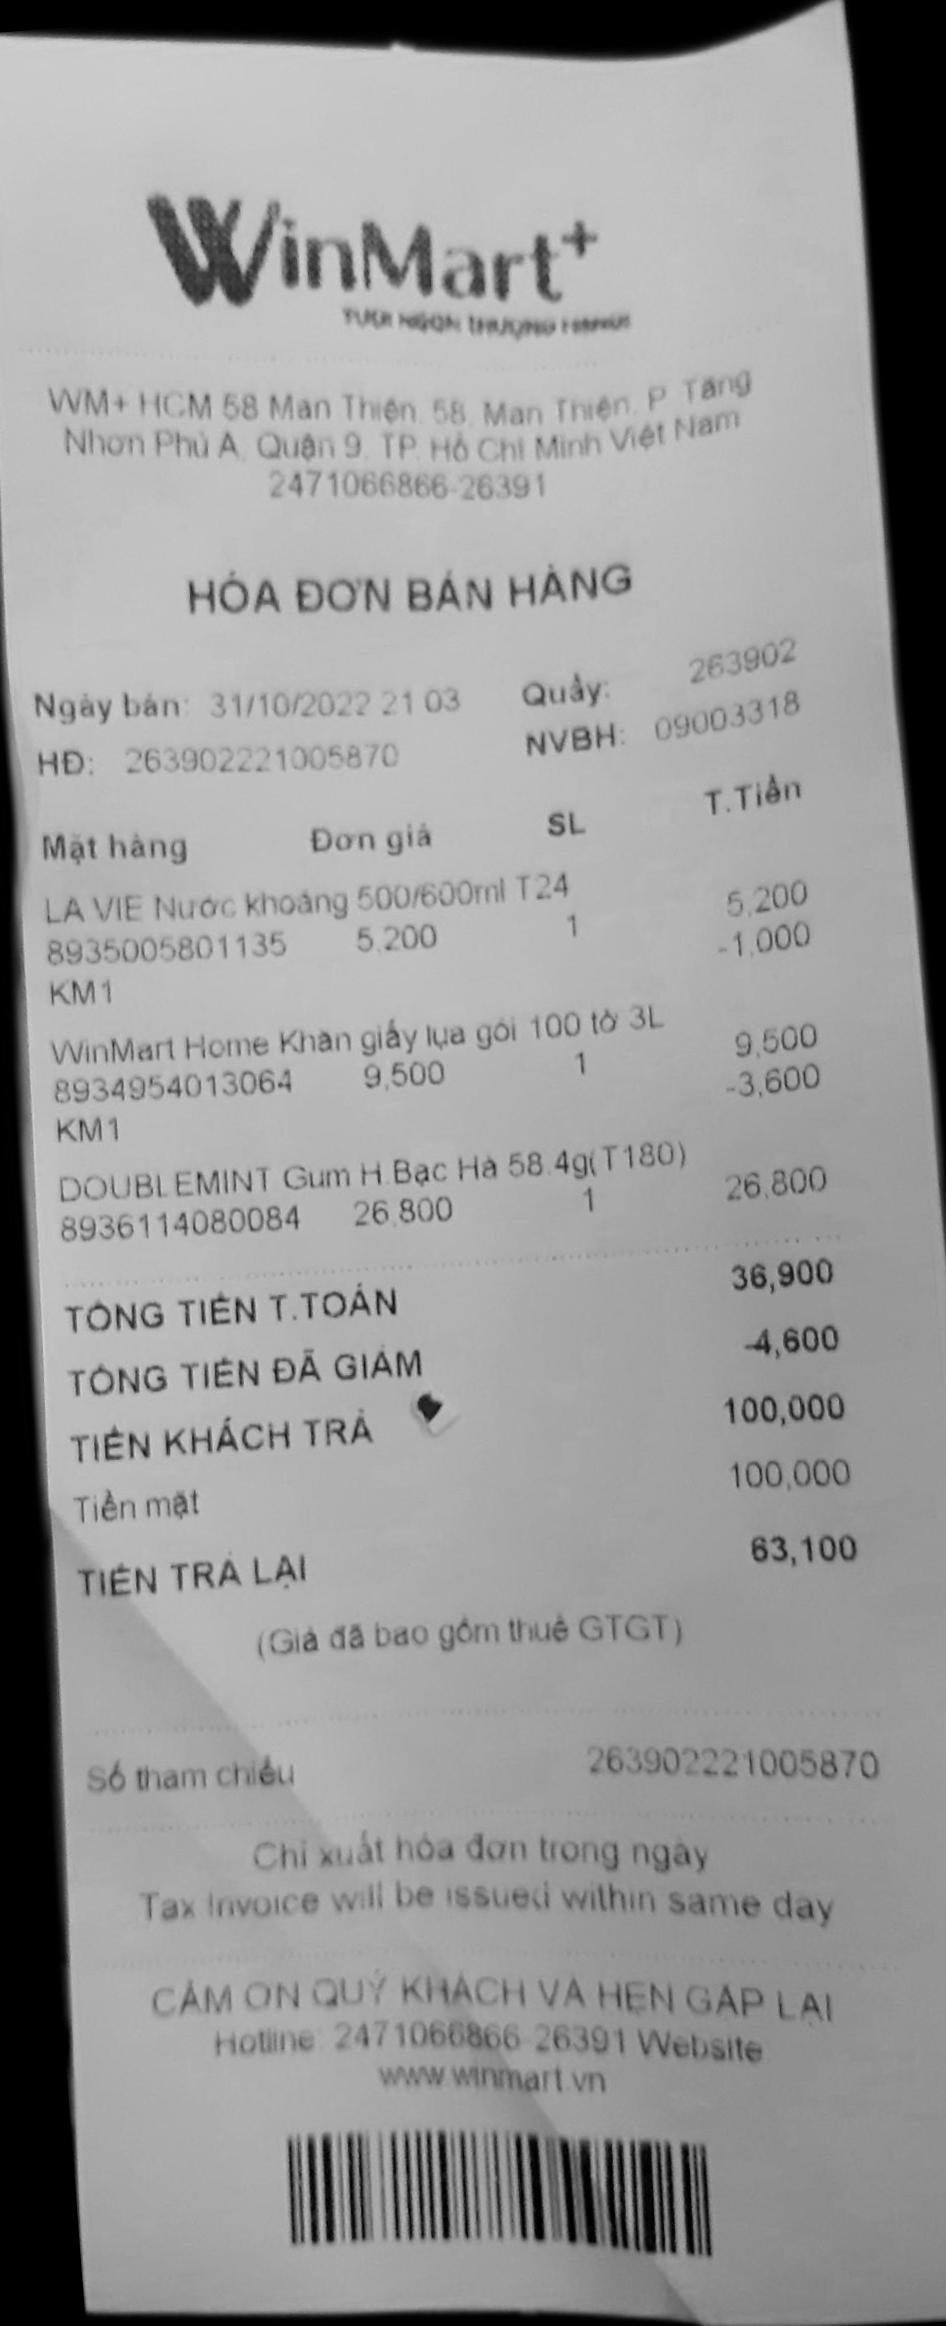 WinMart+
TƯƠI NGON THƯỢNG HẠNG
WM+ HCM 58 Man Thiện, 58, Man Thiện, P. Tăng
Nhơn Phú A, Quận 9, TP. Hồ Chí Minh Việt Nam
2471066866-26391
HÓA ĐƠN BÁN HÀNG
Ngày bán: 31/10/2022 21:03 Quầy: 263902
HĐ: 263902221005870 NVBH: 09003318
Mặt hàng Đơn giá SL T.Tiền
LA VIE Nước khoáng 500/600ml T24
8935005801135 5,200 1 5,200
KM1 -1,000
WinMart Home Khăn giấy lụa gói 100 tờ 3L
8934954013064 9,500 1 9,500
KM1 -3,600
DOUBLEMINT Gum H.Bạc Hà 58.4g(T180)
8936114080084 26,800 1 26,800
TỔNG TIỀN T.TOÁN 36,900
TỔNG TIỀN ĐÃ GIẢM -4,600
TIỀN KHÁCH TRẢ 100,000
Tiền mặt 100,000
TIỀN TRẢ LẠI 63,100
(Giá đã bao gồm thuế GTGT)
Số tham chiếu 263902221005870
Chỉ xuất hóa đơn trong ngày
Tax Invoice will be issued within same day
CẢM ƠN QUÝ KHÁCH VÀ HẸN GẶP LẠI
Hotline: 2471066866-26391 Website:
www.winmart.vn